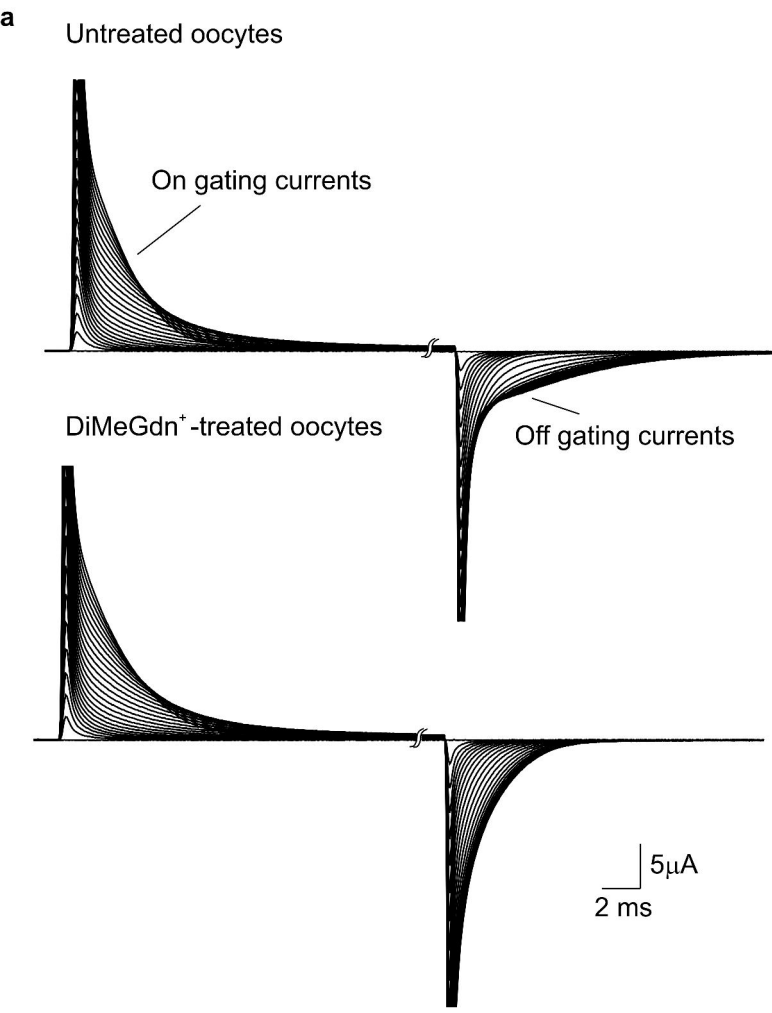 a
Untreated oocytes
On gating currents
DiMeGdn⁺-treated oocytes
Off gating currents
5μA
2 ms